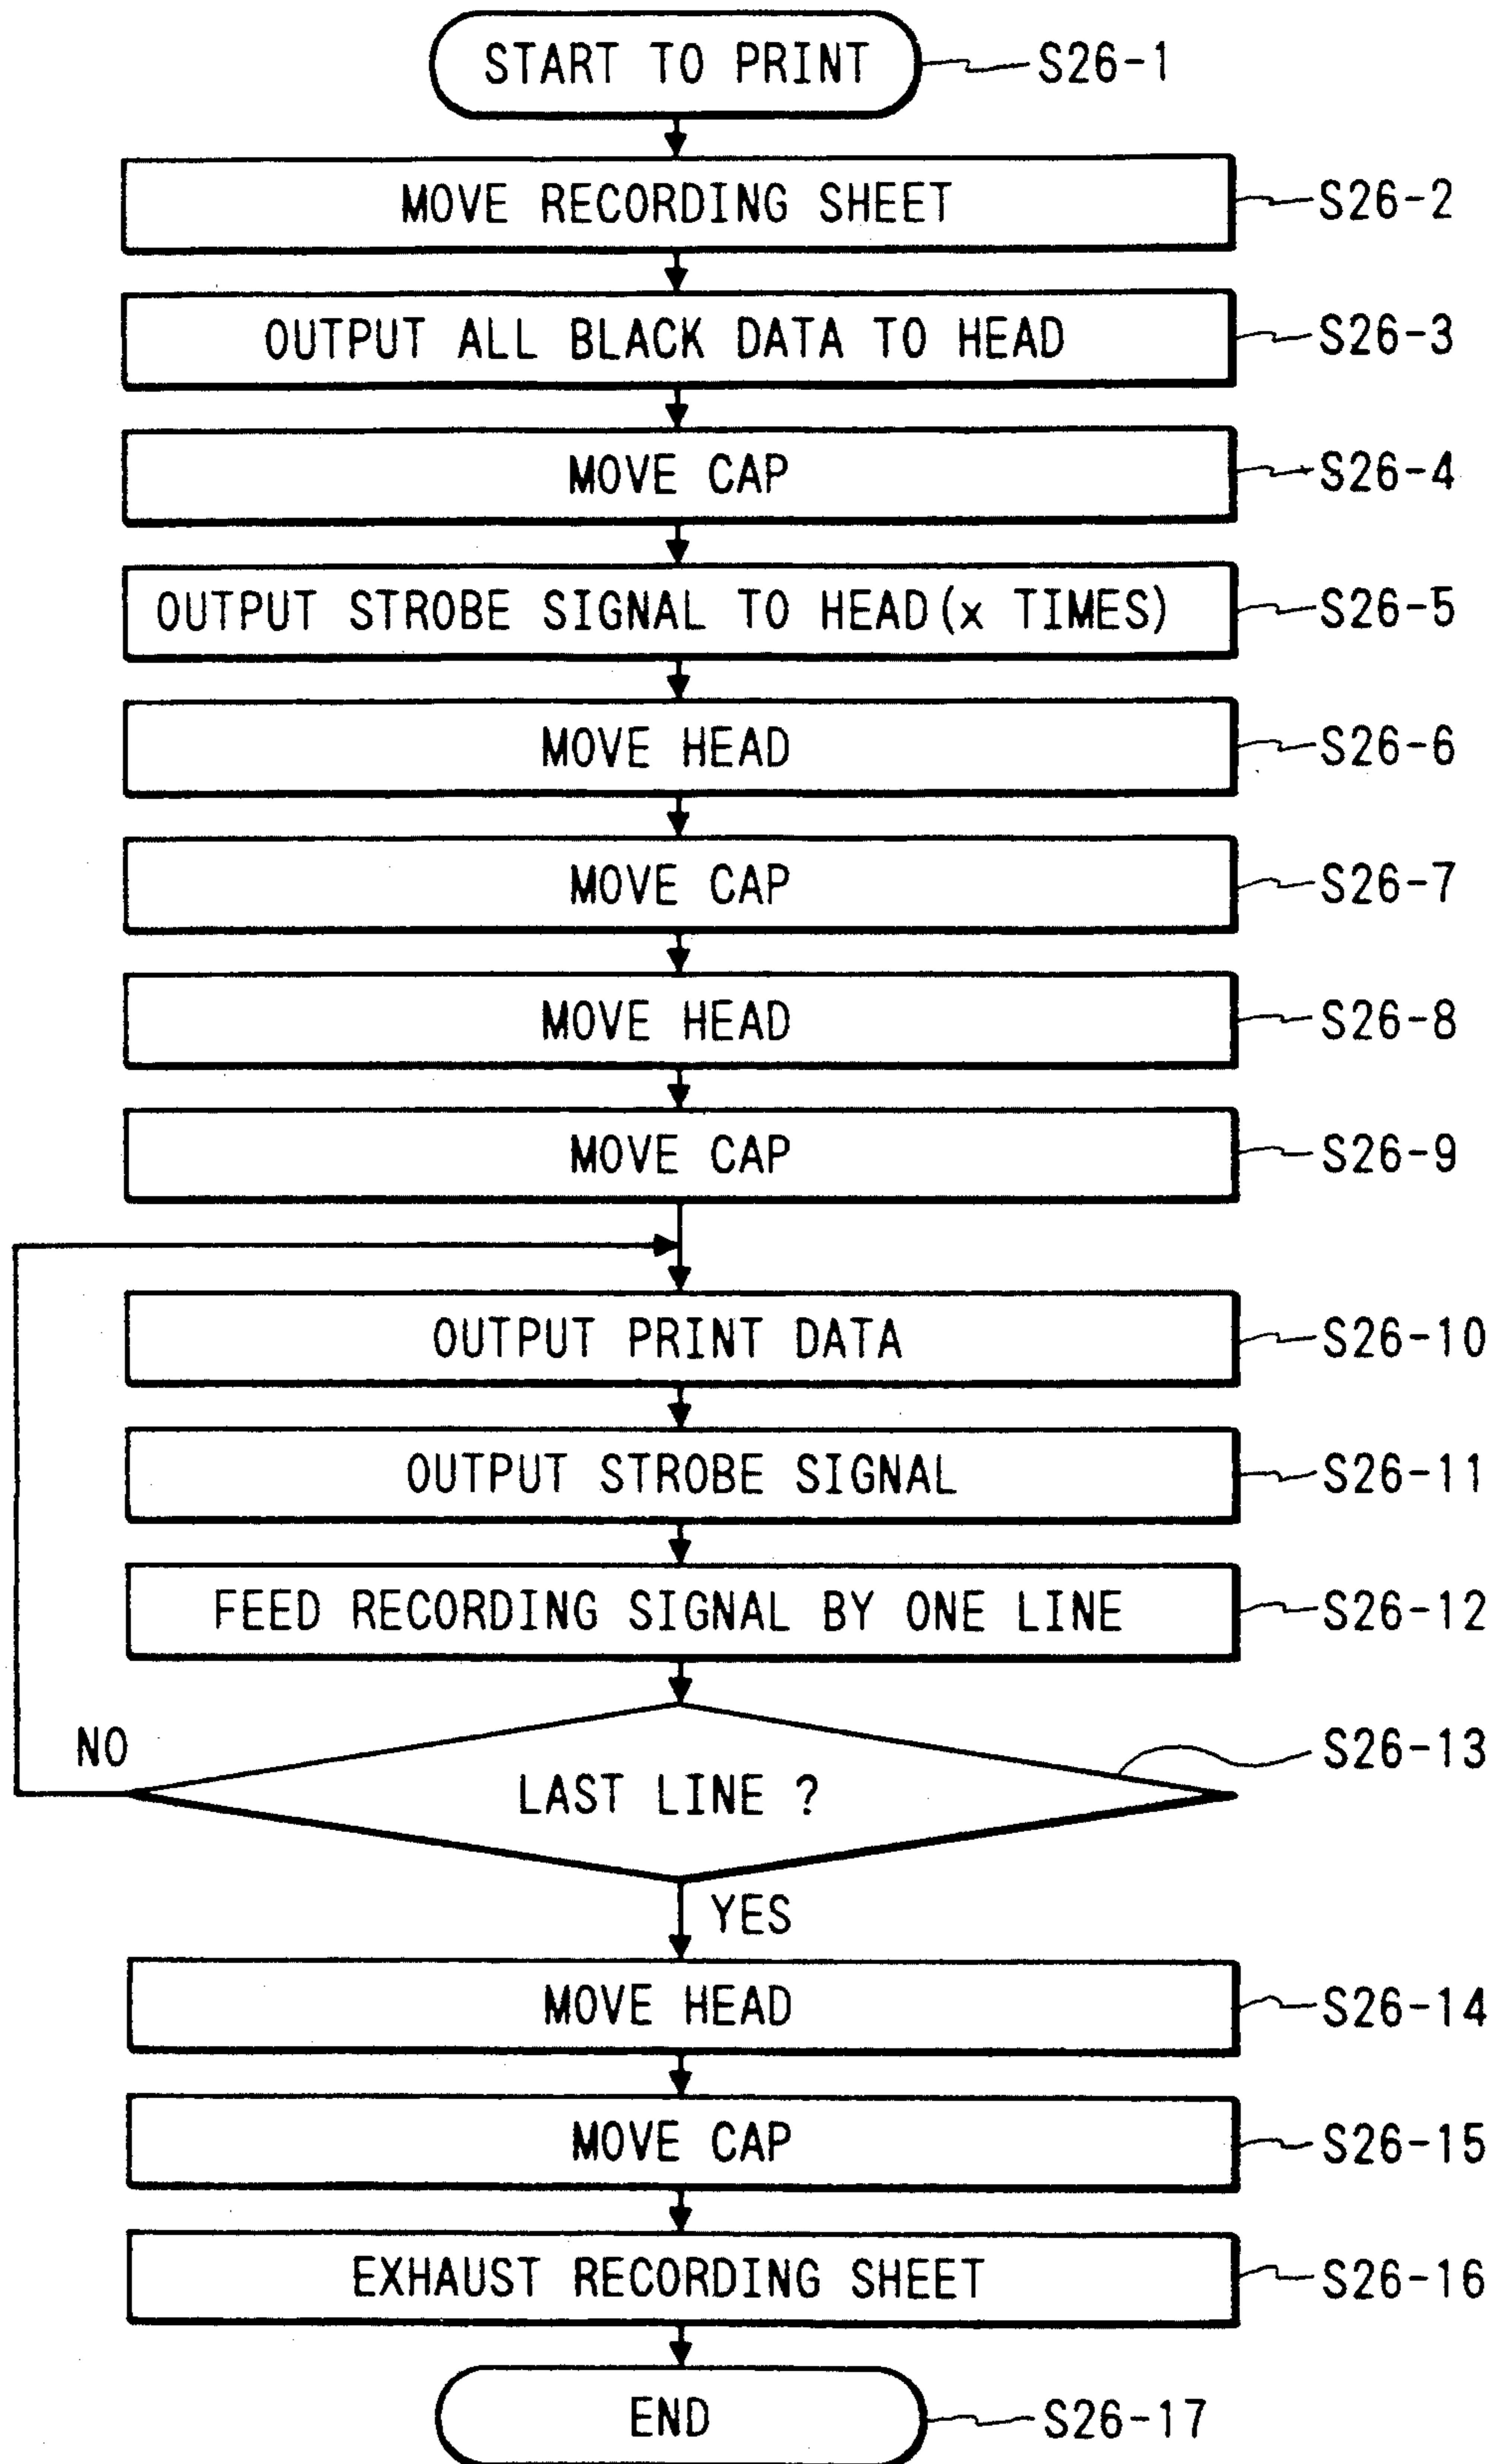 START TO PRINT S26-1
MOVE RECORDING SHEET S26-2
OUTPUT ALL BLACK DATA TO HEAD S26-3
MOVE CAP S26-4
OUTPUT STROBE SIGNAL TO HEAD(x TIMES) S26-5
MOVE HEAD S26-6
MOVE CAP S26-7
MOVE HEAD S26-8
MOVE CAP S26-9
OUTPUT PRINT DATA S26-10
OUTPUT STROBE SIGNAL S26-11
FEED RECORDING SIGNAL BY ONE LINE S26-12
NO S26-13
LAST LINE ?
YES
MOVE HEAD S26-14
MOVE CAP S26-15
EXHAUST RECORDING SHEET S26-16
END S26-17